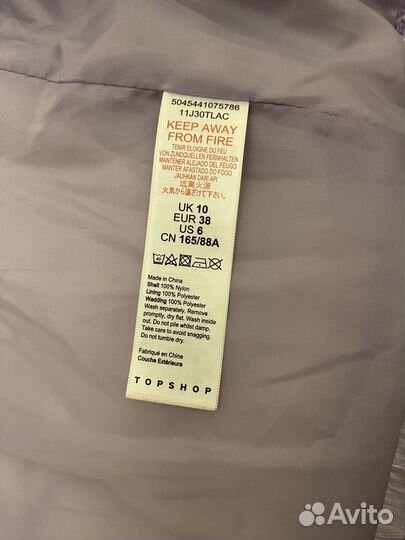 5045441075786
11J30TLAC
KEEP AWAY
FROM FIRE
TENIR ELOIGNE DU FEU
VON ZUNDQUELLEN FERNHALTEN
MANTENER ALEJADO DEL FUEGO
MANTER AFASTADO DO FOGO
JAUHKAN DARI API
远离火源
火気から遠ざけて下さい。
UK 10
EUR 38
US 6
CN 165/88A
Made in China
Shell 100% Nylon
Lining 100% Polyester
Wadding 100% Polyester
Wash separately. Remove
promptly, dry flat. Wash inside
out. Do not pile whilst damp.
Take care to avoid snagging.
Do not tumble dry.
Fabriqué en Chine
Couche Extérieure
TOPSHOP
Avito